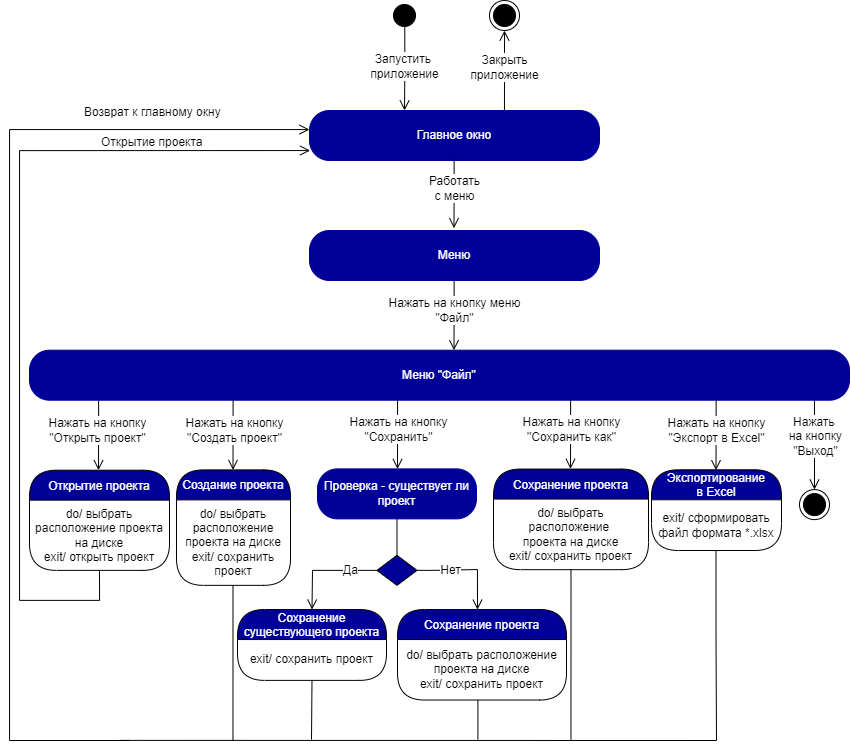 Запустить
приложение
Закрыть
приложение
Возврат к главному окну
Открытие проекта
Главное окно
Работать
с меню
Меню
Нажать на кнопку меню
"Файл"
Меню "Файл"
Нажать на кнопку
"Открыть проект"
Нажать на кнопку
"Создать проект"
Нажать на кнопку
"Сохранить"
Нажать на кнопку
"Сохранить как"
Нажать на кнопку
"Экспорт в Excel"
Нажать
на кнопку
"Выход"
Открытие проекта
do/ выбрать
расположение проекта
на диске
exit/ открыть проект
Создание проекта
do/ выбрать
расположение
проекта на диске
exit/ сохранить
проект
Проверка - существует ли
проект
Сохранение проекта
do/ выбрать
расположение
проекта на диске
exit/ сохранить проект
Экспортирование
в Excel
exit/ сформировать
файл формата *.xlsx
Да
Нет
Сохранение
существующего проекта
exit/ сохранить проект
Сохранение проекта
do/ выбрать расположение
проекта на диске
exit/ сохранить проект